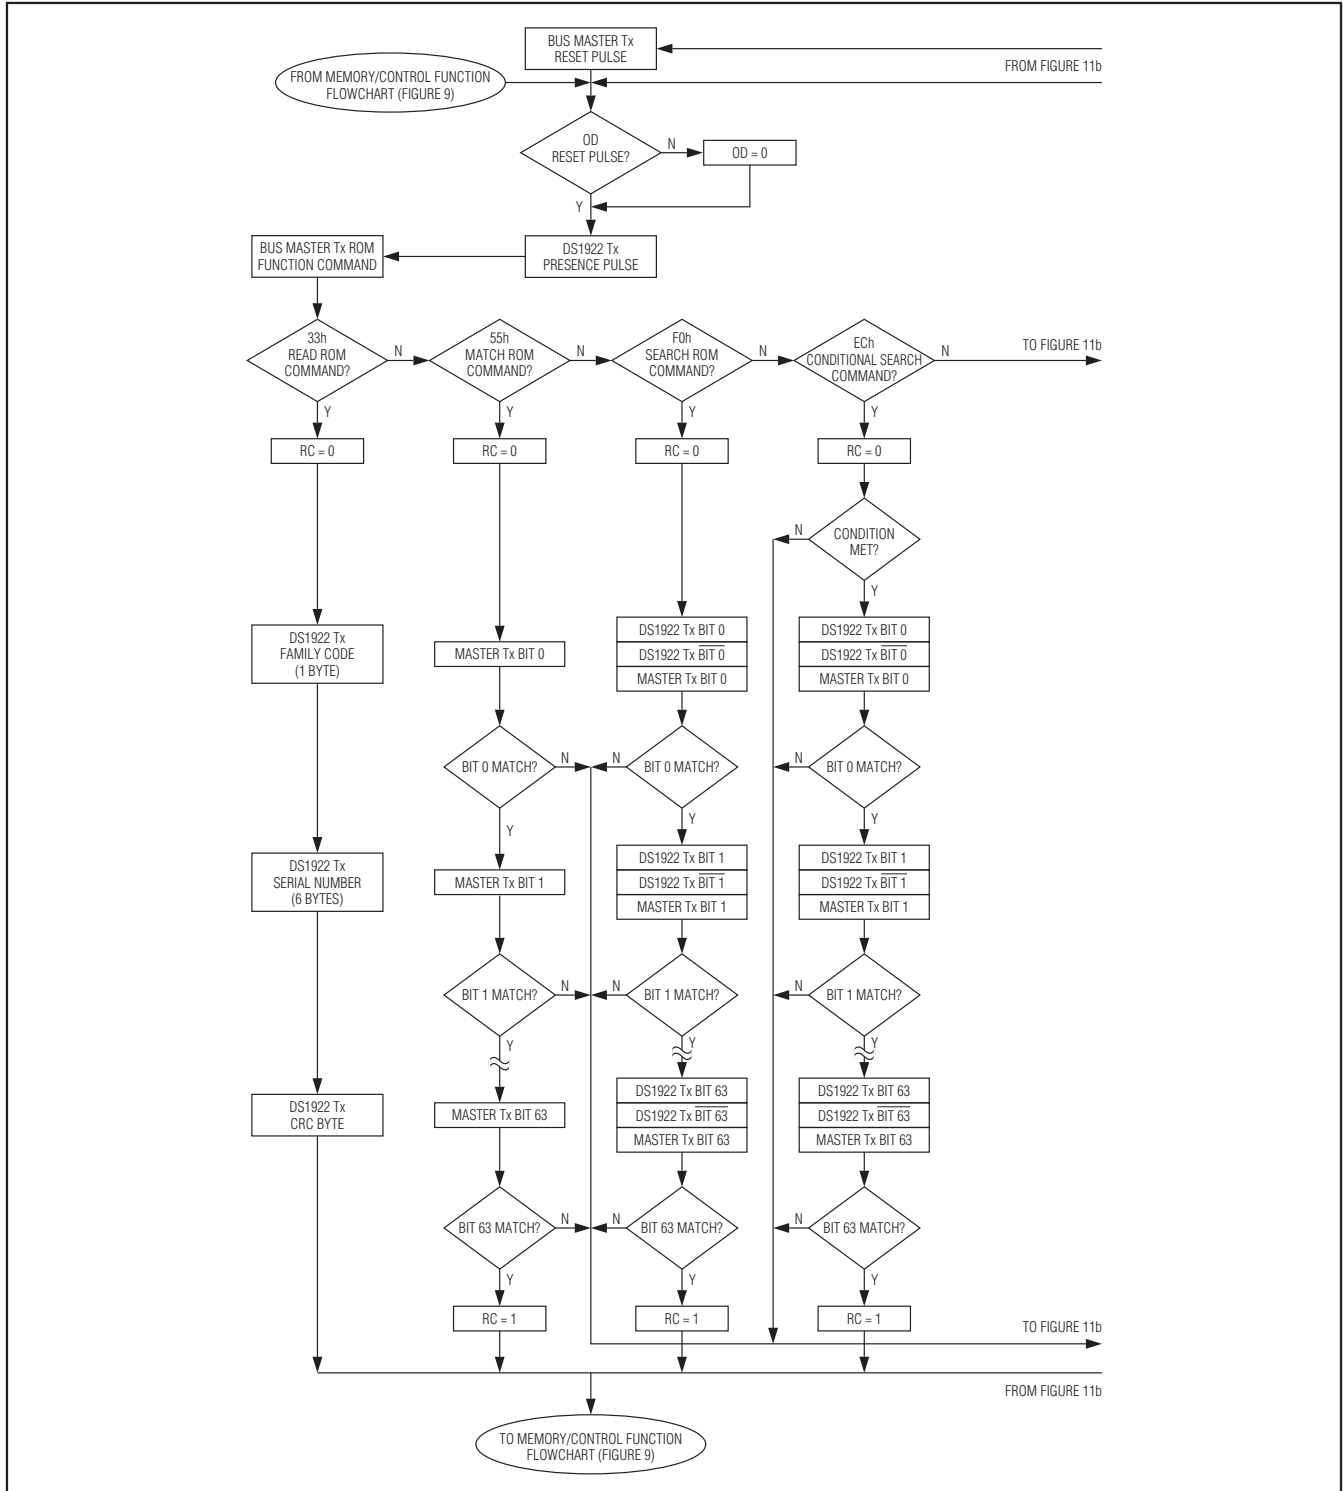 BUS MASTER Tx
RESET PULSE
FROM FIGURE 11b
FROM MEMORY/CONTROL FUNCTION
FLOWCHART (FIGURE 9)
OD
RESET PULSE?
N
OD = 0
Y
BUS MASTER Tx ROM
FUNCTION COMMAND
DS1922 Tx
PRESENCE PULSE
33h
READ ROM
COMMAND?
N
55h
MATCH ROM
COMMAND?
N
F0h
SEARCH ROM
COMMAND?
N
ECh
CONDITIONAL SEARCH
COMMAND?
N
TO FIGURE 11b
Y
Y
Y
Y
RC = 0
RC = 0
RC = 0
RC = 0
N
CONDITION
MET?
Y
DS1922 Tx
FAMILY CODE
(1 BYTE)
MASTER Tx BIT 0
DS1922 Tx BIT 0
DS1922 Tx BIT 0
MASTER Tx BIT 0
DS1922 Tx BIT 0
DS1922 Tx BIT 0
MASTER Tx BIT 0
BIT 0 MATCH?
N
N
BIT 0 MATCH?
N
BIT 0 MATCH?
Y
Y
Y
DS1922 Tx
SERIAL NUMBER
(6 BYTES)
MASTER Tx BIT 1
DS1922 Tx BIT 1
DS1922 Tx BIT 1
MASTER Tx BIT 1
DS1922 Tx BIT 1
DS1922 Tx BIT 1
MASTER Tx BIT 1
BIT 1 MATCH?
N
N
BIT 1 MATCH?
N
BIT 1 MATCH?
Y
Y
Y
DS1922 Tx
CRC BYTE
MASTER Tx BIT 63
DS1922 Tx BIT 63
DS1922 Tx BIT 63
MASTER Tx BIT 63
DS1922 Tx BIT 63
DS1922 Tx BIT 63
MASTER Tx BIT 63
BIT 63 MATCH?
N
N
BIT 63 MATCH?
N
BIT 63 MATCH?
Y
Y
Y
RC = 1
RC = 1
RC = 1
TO FIGURE 11b
FROM FIGURE 11b
TO MEMORY/CONTROL FUNCTION
FLOWCHART (FIGURE 9)